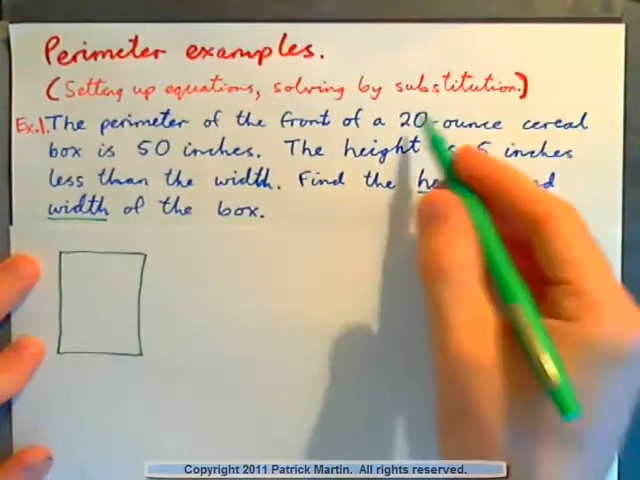 Perimeter examples.
(Setting up equations, solving by substitution.)
Ex.1. The perimeter of the front of a 20-ounce cereal
box is 50 inches. The height is 5 inches
less than the width. Find the
width of the box.
Copyright 2011 Patrick Martin. All rights reserved.